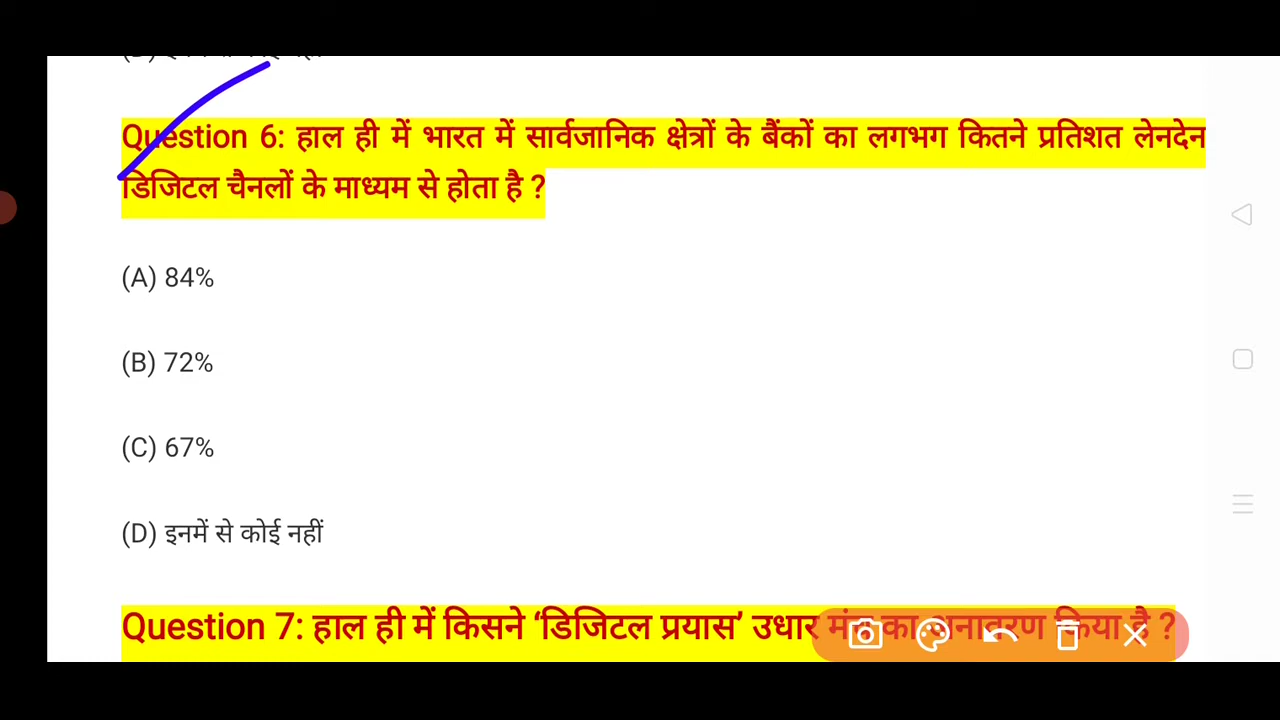 Question 6: हाल ही में भारत में सार्वजानिक क्षेत्रों के बैंकों का लगभग कितने प्रतिशत लेनदेन
डिजिटल चैनलों के माध्यम से होता है ?
(A) 84%
(B) 72%
(C) 67%
(D) इनमें से कोई नहीं
Question 7: हाल ही में किसने ‘डिजिटल प्रयास’ उधार का किया है ?